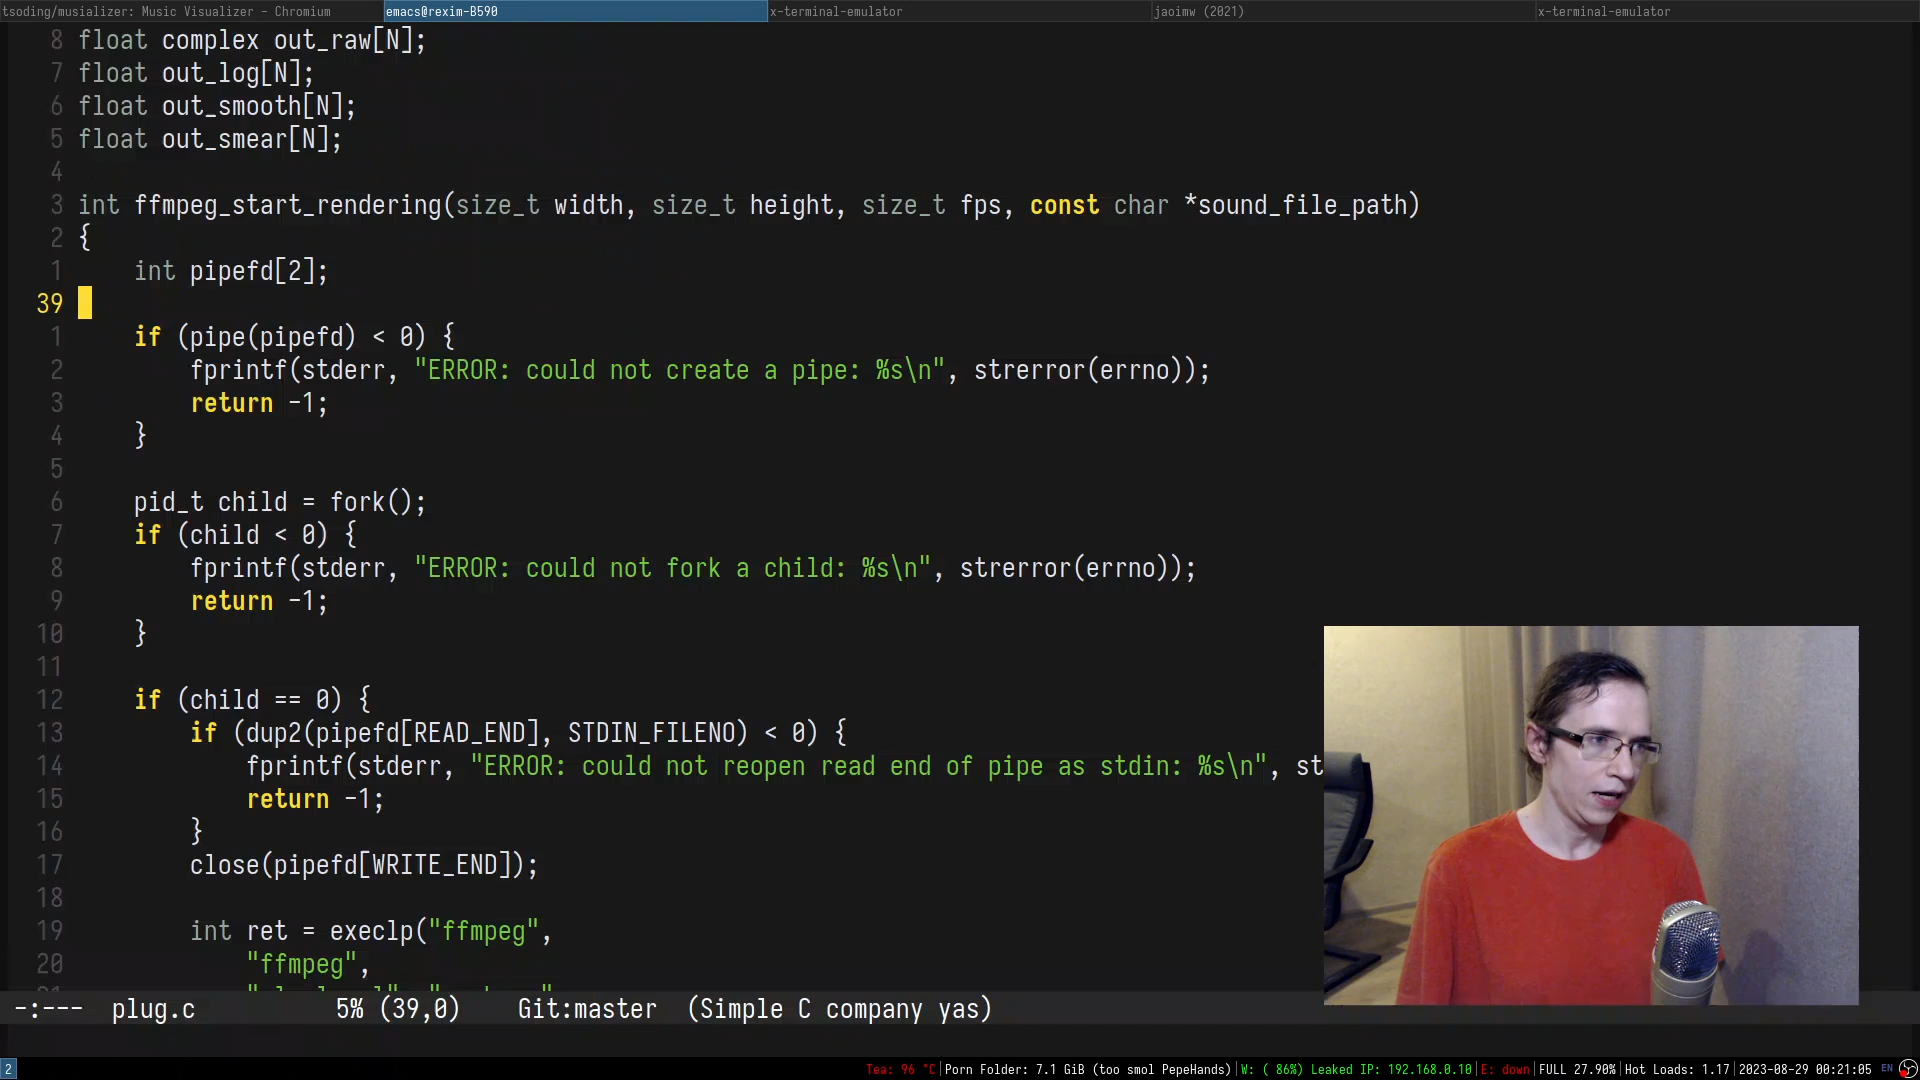 tsoding/musializer: Music Visualizer - Chromium emacs@rexim-B590 x-terminal-emulator jaoimw (2021) x-terminal-emulator
8 float complex out_raw[N];
7 float out_log[N];
6 float out_smooth[N];
5 float out_smear[N];
4
3 int ffmpeg_start_rendering(size_t width, size_t height, size_t fps, const char *sound_file_path)
2 {
1     int pipefd[2];
39
1     if (pipe(pipefd) < 0) {
2         fprintf(stderr, "ERROR: could not create a pipe: %s\n", strerror(errno));
3         return -1;
4     }
5
6     pid_t child = fork();
7     if (child < 0) {
8         fprintf(stderr, "ERROR: could not fork a child: %s\n", strerror(errno));
9         return -1;
10     }
11
12     if (child == 0) {
13         if (dup2(pipefd[READ_END], STDIN_FILENO) < 0) {
14             fprintf(stderr, "ERROR: could not reopen read end of pipe as stdin: %s\n", st
15             return -1;
16         }
17         close(pipefd[WRITE_END]);
18
19         int ret = execlp("ffmpeg",
20             "ffmpeg",
-:--- plug.c 5% (39,0) Git:master (Simple C company yas)
2 Tea: 96 °C|Porn Folder: 7.1 GiB (too smol PepeHands)|W: ( 86%) Leaked IP: 192.168.0.10|E: down|FULL 27.90%|Hot Loads: 1.17|2023-08-29 00:21:05 EN